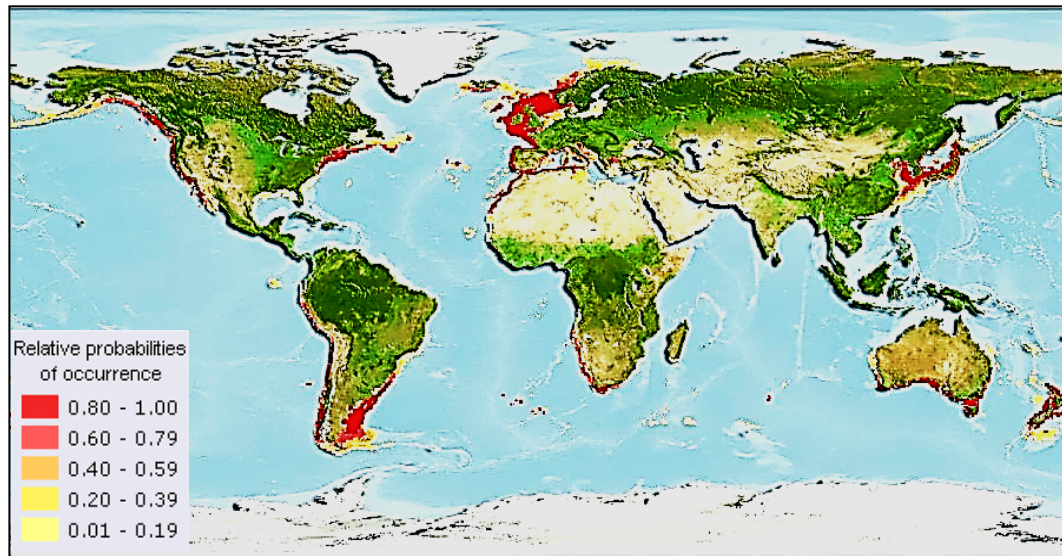 Relative probabilities
of occurrence
0.80 - 1.00
0.60 - 0.79
0.40 - 0.59
0.20 - 0.39
0.01 - 0.19